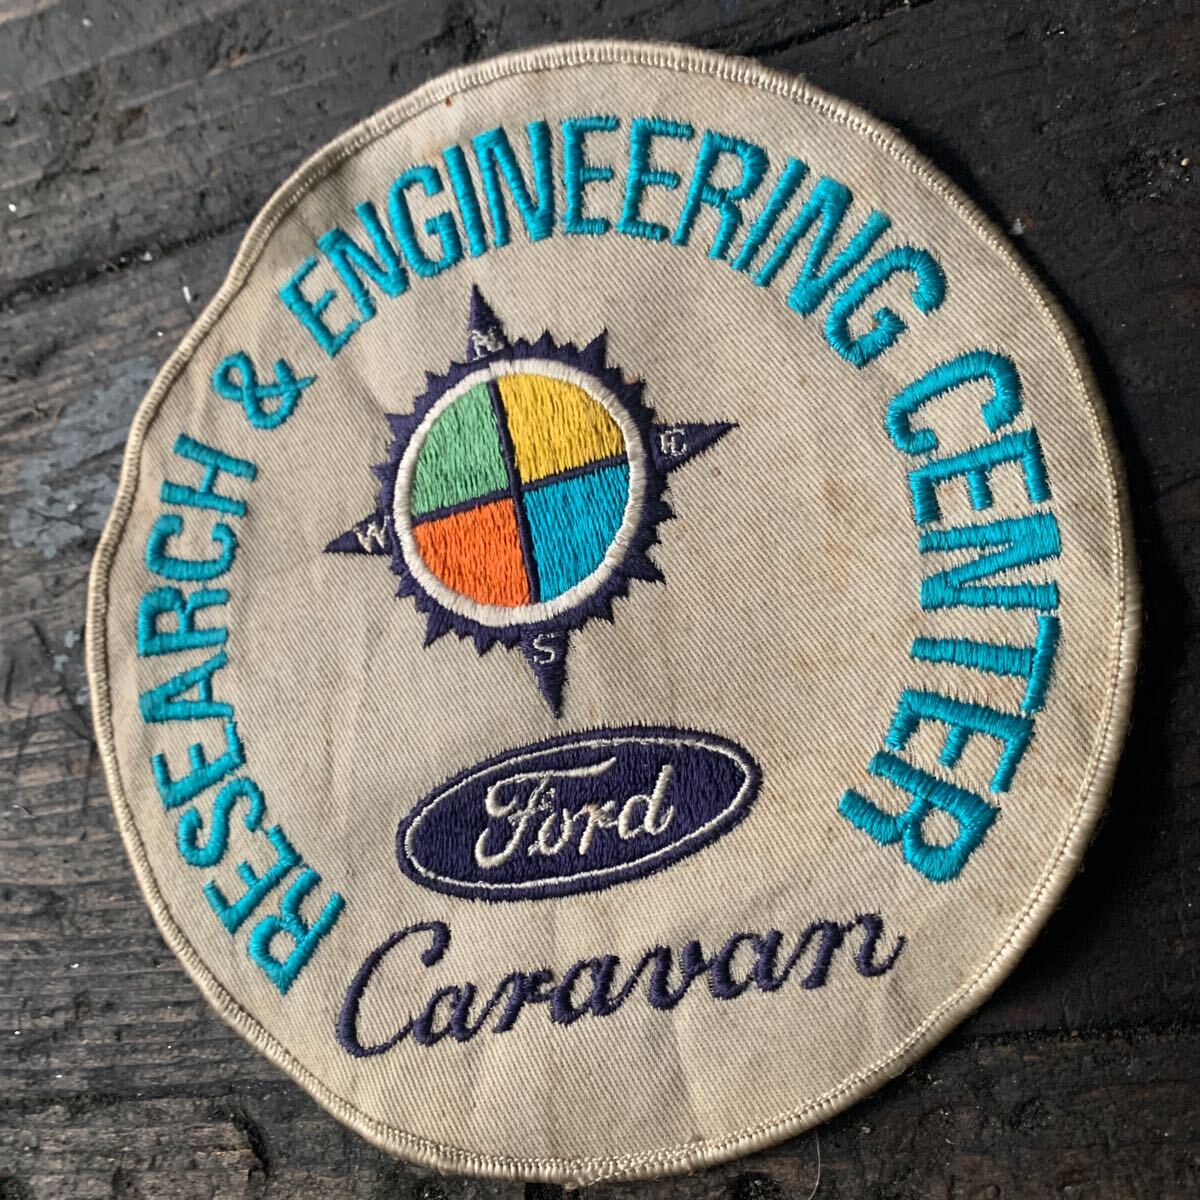 RESEARCH & ENGINEERING CENTER
N
W E
S
Ford
Caravan